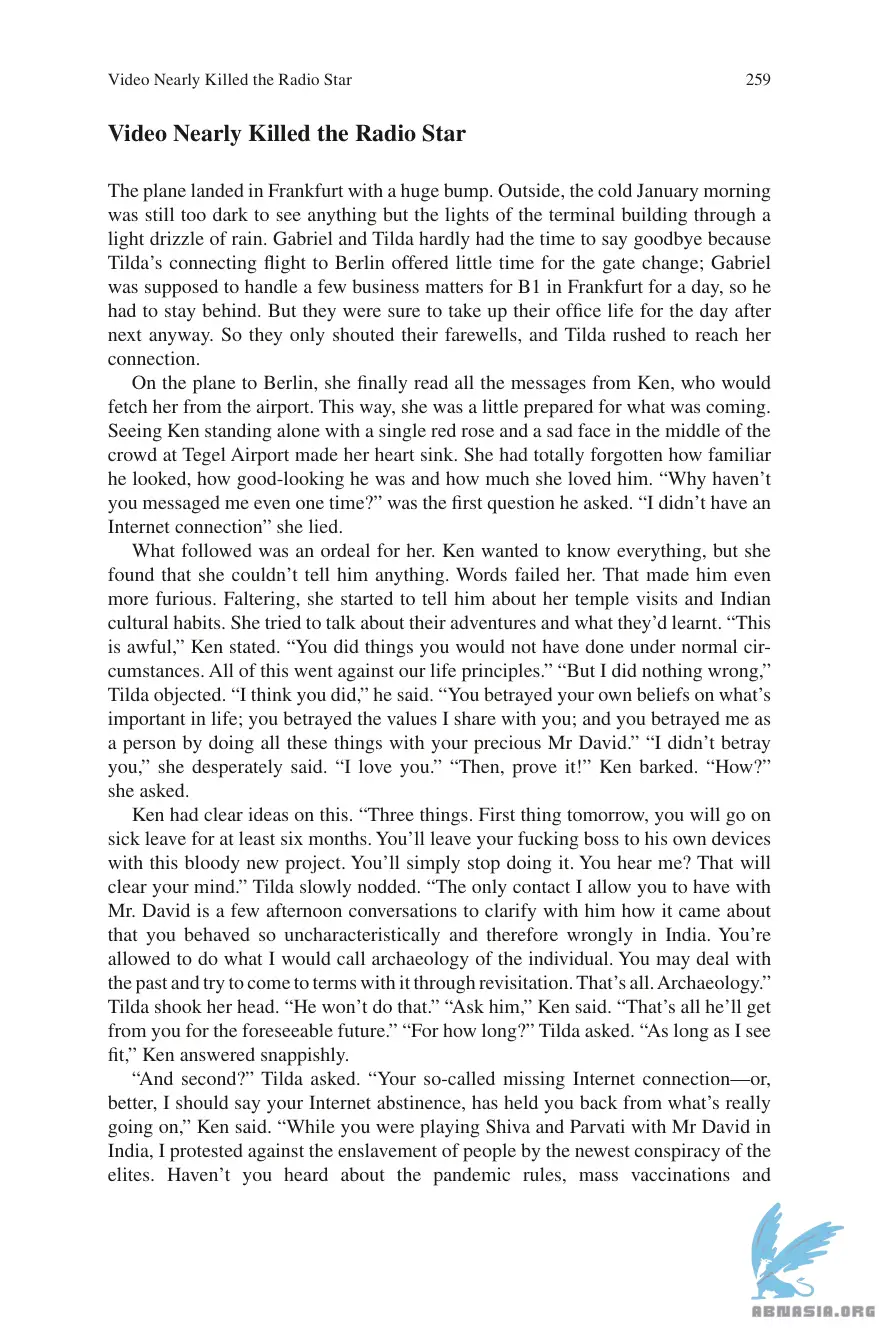 Video Nearly Killed the Radio Star 259
Video Nearly Killed the Radio Star
The plane landed in Frankfurt with a huge bump. Outside, the cold January morning
was still too dark to see anything but the lights of the terminal building through a
light drizzle of rain. Gabriel and Tilda hardly had the time to say goodbye because
Tilda’s connecting flight to Berlin offered little time for the gate change; Gabriel
was supposed to handle a few business matters for B1 in Frankfurt for a day, so he
had to stay behind. But they were sure to take up their office life for the day after
next anyway. So they only shouted their farewells, and Tilda rushed to reach her
connection.
On the plane to Berlin, she finally read all the messages from Ken, who would
fetch her from the airport. This way, she was a little prepared for what was coming.
Seeing Ken standing alone with a single red rose and a sad face in the middle of the
crowd at Tegel Airport made her heart sink. She had totally forgotten how familiar
he looked, how good-looking he was and how much she loved him. “Why haven’t
you messaged me even one time?” was the first question he asked. “I didn’t have an
Internet connection” she lied.
What followed was an ordeal for her. Ken wanted to know everything, but she
found that she couldn’t tell him anything. Words failed her. That made him even
more furious. Faltering, she started to tell him about her temple visits and Indian
cultural habits. She tried to talk about their adventures and what they’d learnt. “This
is awful,” Ken stated. “You did things you would not have done under normal cir-
cumstances. All of this went against our life principles.” “But I did nothing wrong,”
Tilda objected. “I think you did,” he said. “You betrayed your own beliefs on what’s
important in life; you betrayed the values I share with you; and you betrayed me as
a person by doing all these things with your precious Mr David.” “I didn’t betray
you,” she desperately said. “I love you.” “Then, prove it!” Ken barked. “How?”
she asked.
Ken had clear ideas on this. “Three things. First thing tomorrow, you will go on
sick leave for at least six months. You’ll leave your fucking boss to his own devices
with this bloody new project. You’ll simply stop doing it. You hear me? That will
clear your mind.” Tilda slowly nodded. “The only contact I allow you to have with
Mr. David is a few afternoon conversations to clarify with him how it came about
that you behaved so uncharacteristically and therefore wrongly in India. You’re
allowed to do what I would call archaeology of the individual. You may deal with
the past and try to come to terms with it through revisitation. That’s all. Archaeology.”
Tilda shook her head. “He won’t do that.” “Ask him,” Ken said. “That’s all he’ll get
from you for the foreseeable future.” “For how long?” Tilda asked. “As long as I see
fit,” Ken answered snappishly.
“And second?” Tilda asked. “Your so-called missing Internet connection—or,
better, I should say your Internet abstinence, has held you back from what’s really
going on,” Ken said. “While you were playing Shiva and Parvati with Mr David in
India, I protested against the enslavement of people by the newest conspiracy of the
elites. Haven’t you heard about the pandemic rules, mass vaccinations and
ABNASIA.ORG